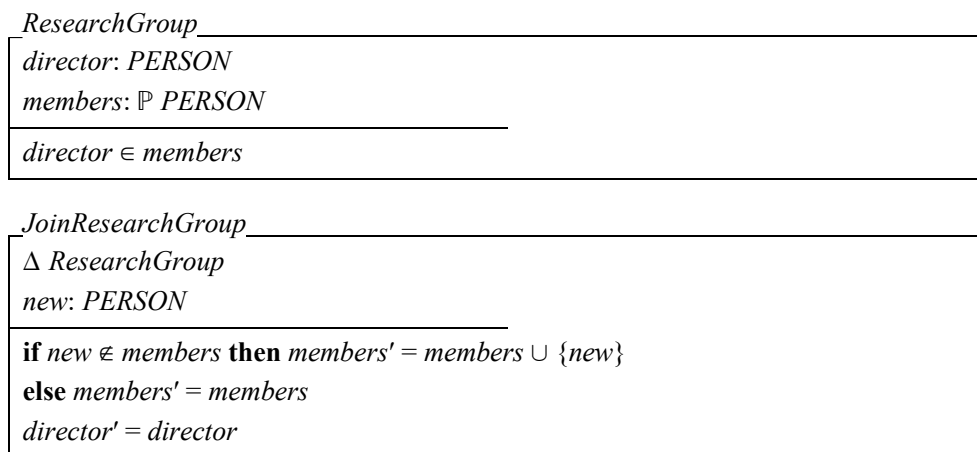 ResearchGroup
director: PERSON
members: ℙ PERSON
director ∈ members
JoinResearchGroup
Δ ResearchGroup
new: PERSON
if new ∉ members then members′ = members ∪ {new}
else members′ = members
director′ = director